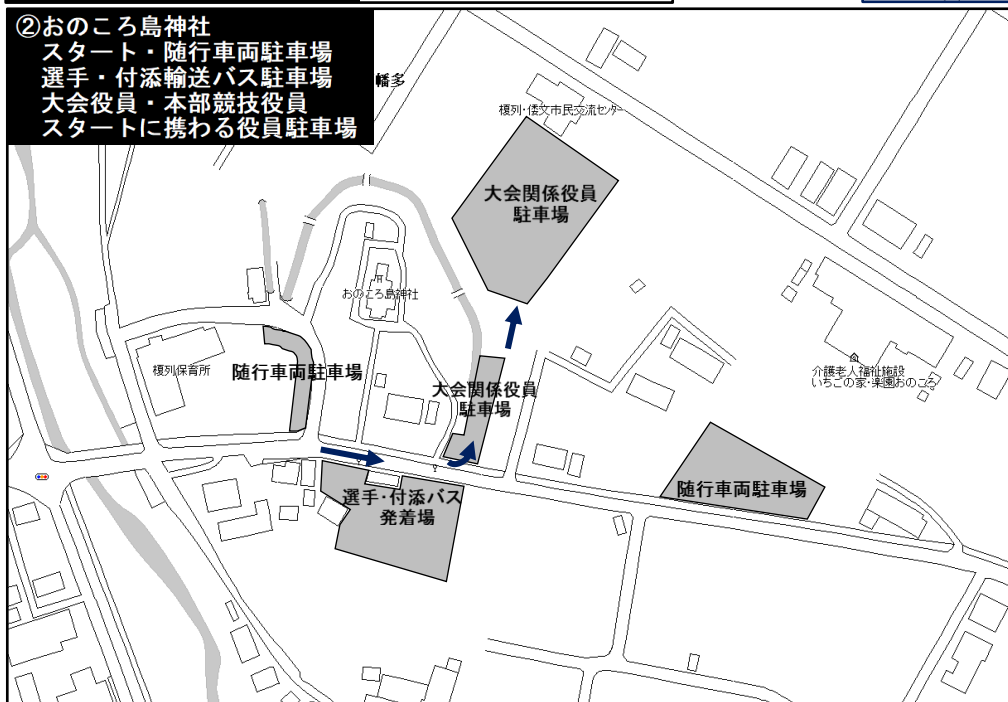 ②おのころ島神社
スタート・随行車両駐車場
選手・付添輸送バス駐車場
大会役員・本部競技役員
スタートに携わる役員駐車場
幡多
榎列・倭文市民交流センター
大会関係役員
駐車場
おのころ島神社
榎列保育所
随行車両駐車場
大会関係役員
駐車場
介護老人福祉施設
いちごの家・楽園おのころ
随行車両駐車場
選手・付添バス
発着場